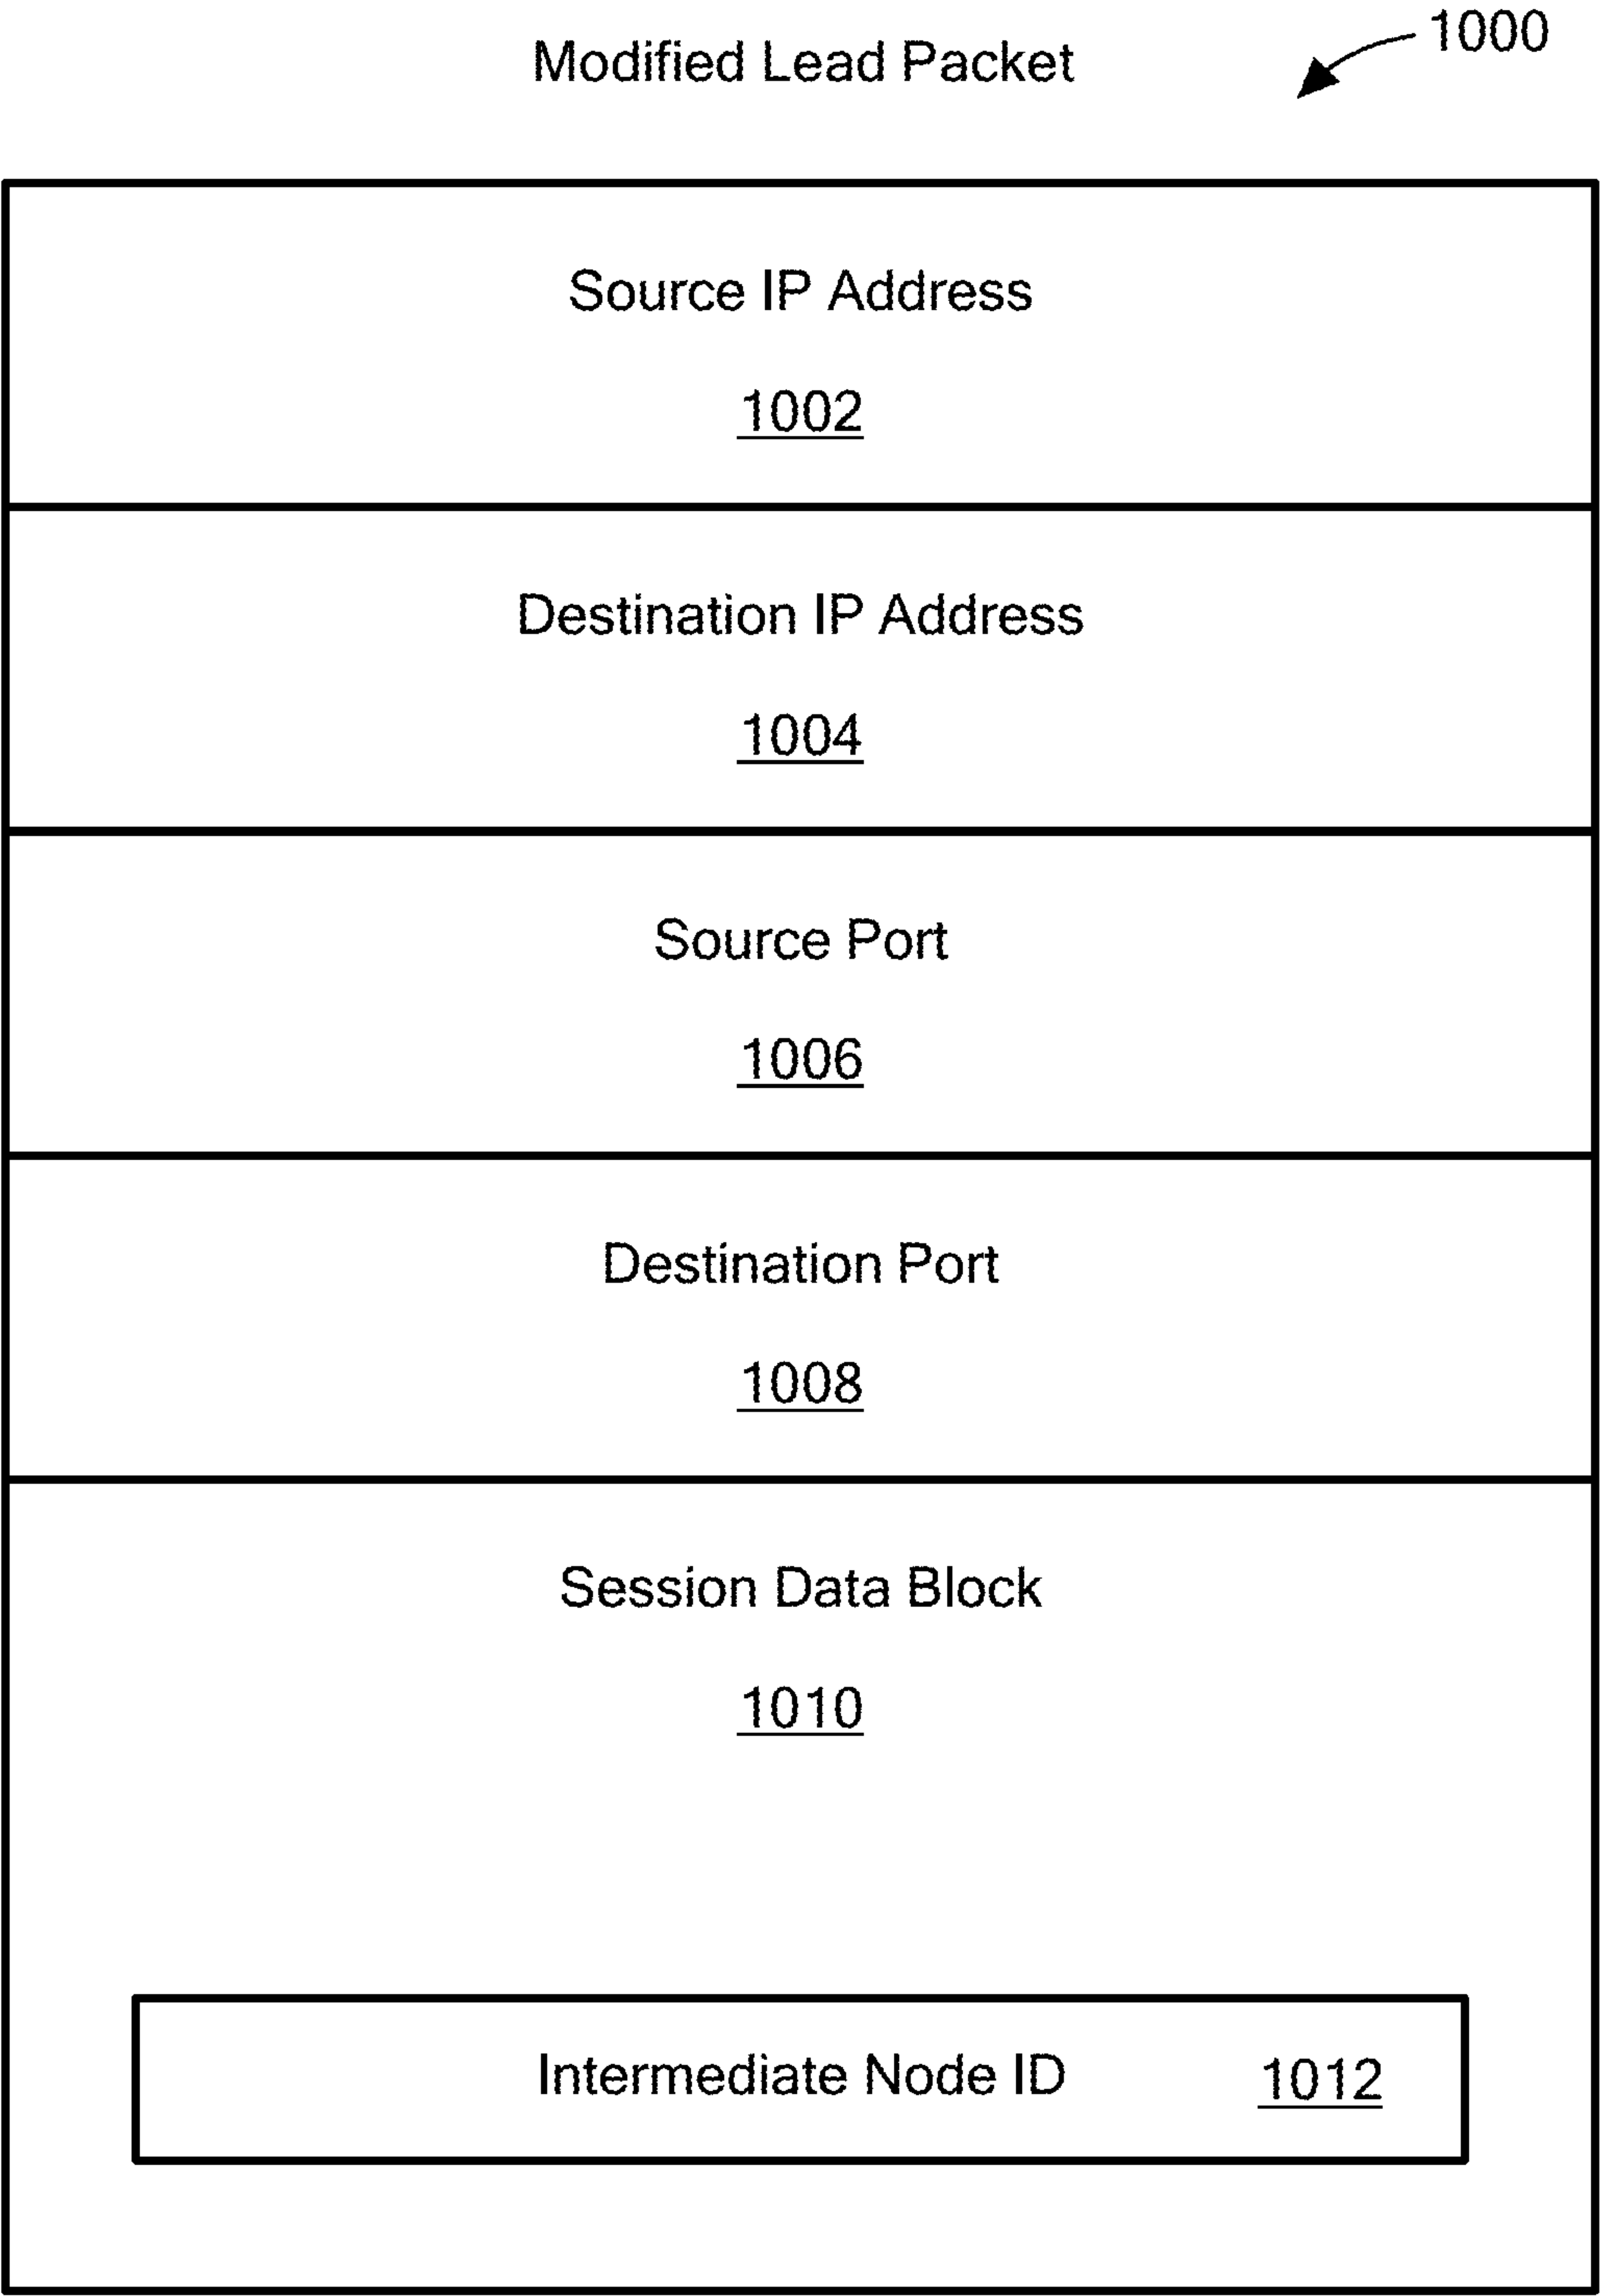 Modified Lead Packet
1000
Source IP Address
1002
Destination IP Address
1004
Source Port
1006
Destination Port
1008
Session Data Block
1010
Intermediate Node ID 1012